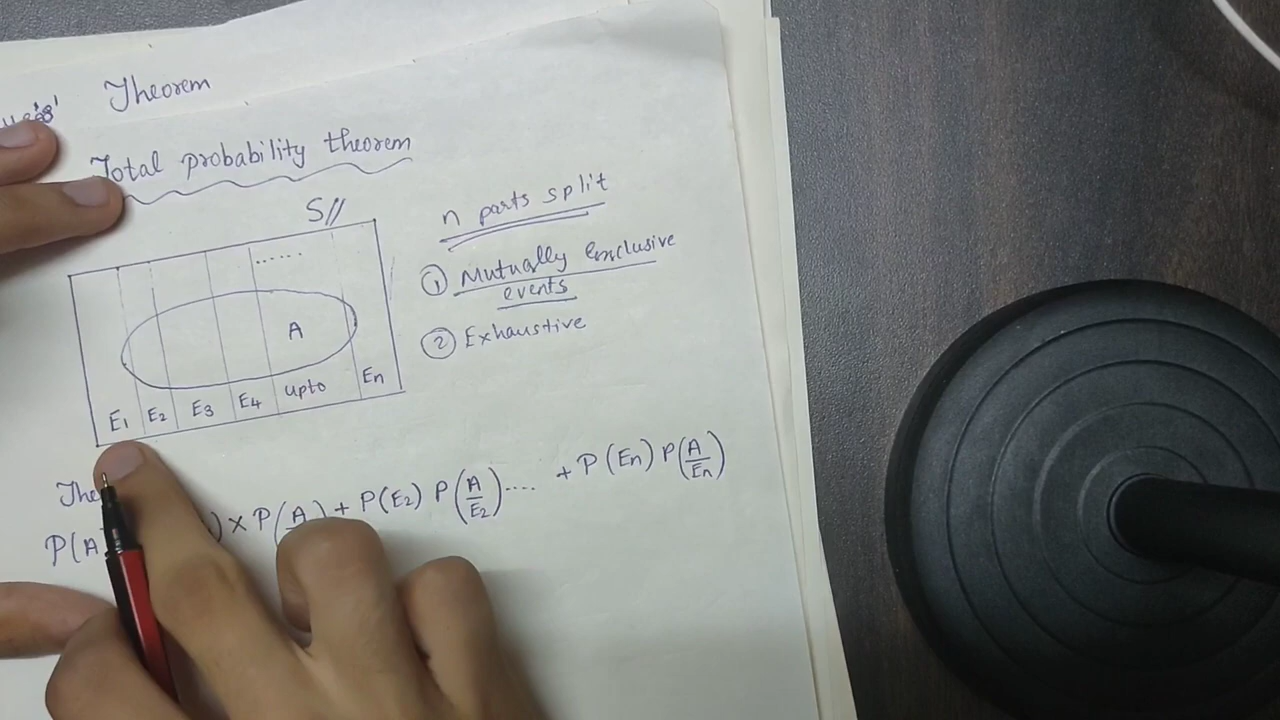 Theorem
Total probability theorem
S//
n parts split
① Mutually exclusive
events
② Exhaustive
......
A
E₁ E₂ E₃ E₄ upto Eₙ
P(A) × P(A + P(E₂) P(A/E₂) .... + P(Eₙ) P(A/Eₙ)